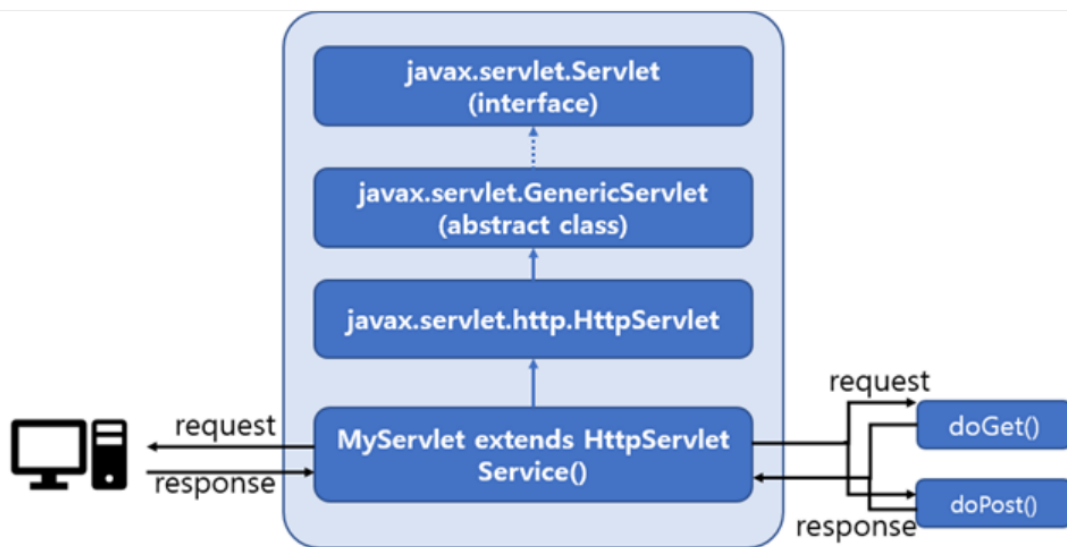 javax.servlet.Servlet
(interface)
javax.servlet.GenericServlet
(abstract class)
javax.servlet.http.HttpServlet
request
response
MyServlet extends HttpServlet
Service()
request
doGet()
doPost()
response